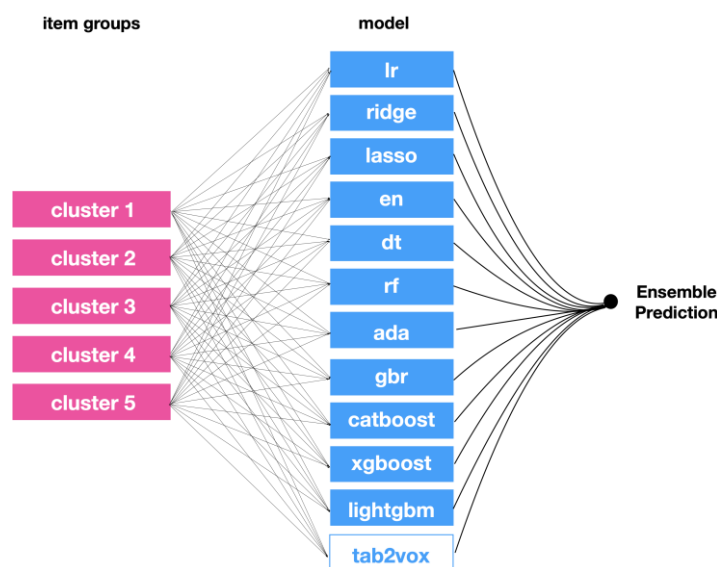 item groups
model
cluster 1
cluster 2
cluster 3
cluster 4
cluster 5
lr
ridge
lasso
en
dt
rf
ada
gbr
catboost
xgboost
lightgbm
tab2vox
Ensemble
Prediction